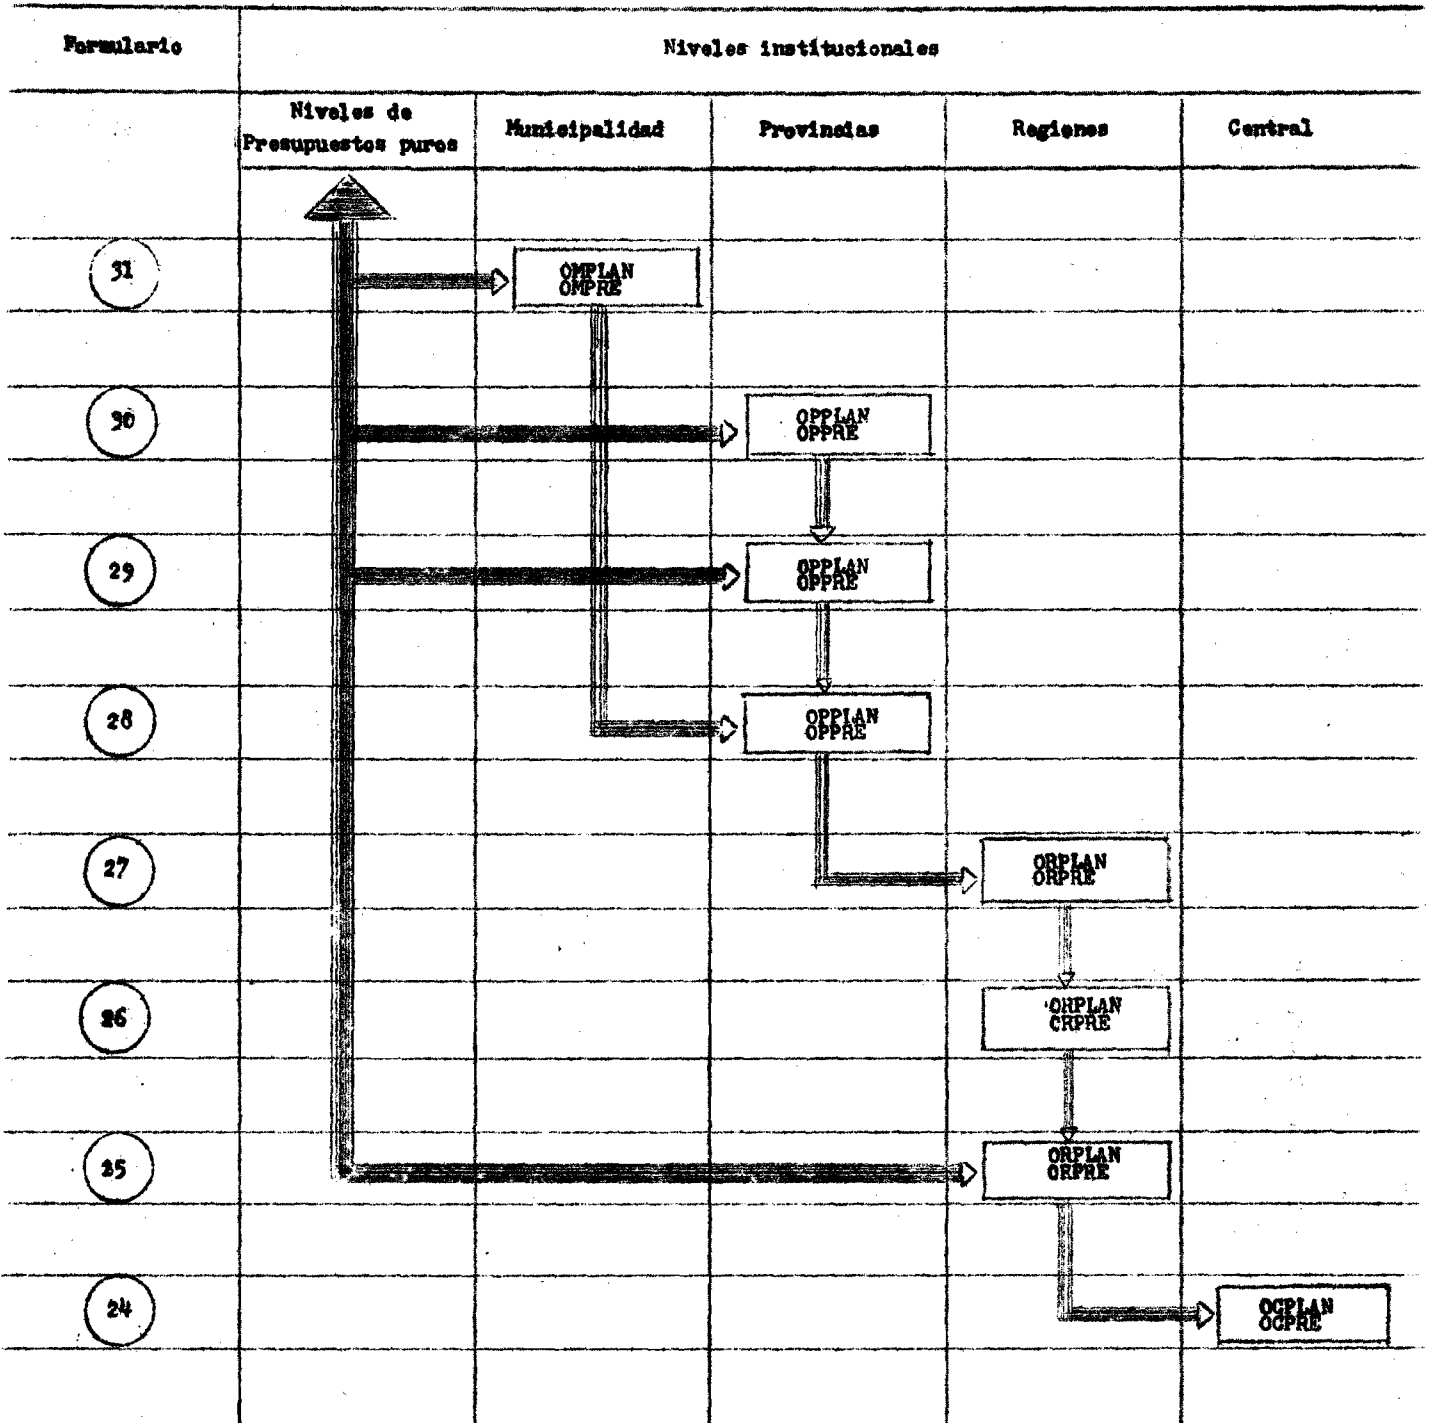 Formulario
Niveles institucionales
Niveles de
Presupuestos puros
Municipalidad
Provincias
Regiones
Central
31
OMPLAN
OMPRE
30
OPPLAN
OPPRE
29
OPPLAN
OPPRE
28
OPPLAN
OPPRE
27
ORPLAN
ORPRE
26
ORPLAN
ORPRE
25
ORPLAN
ORPRE
24
OCPLAN
OCPRE